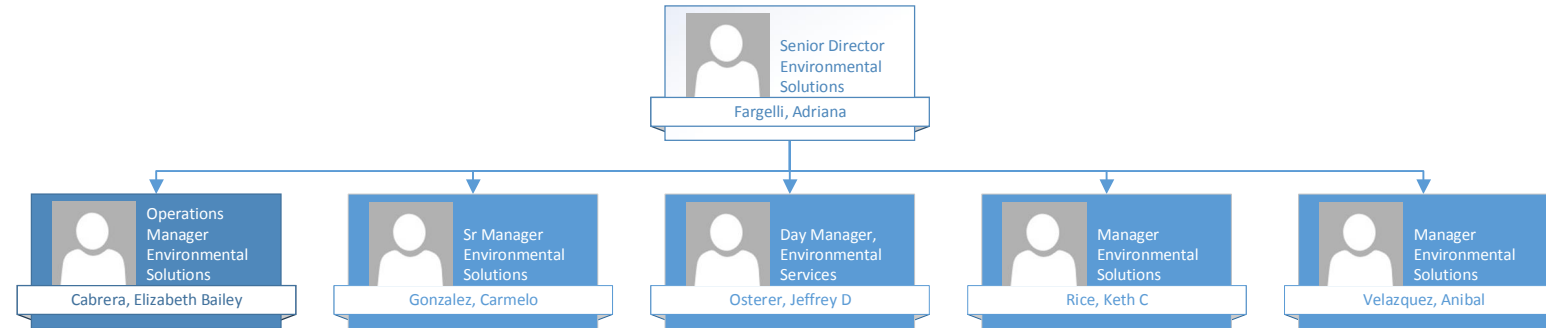 Senior Director
Environmental
Solutions
Fargelli, Adriana
Operations
Manager
Environmental
Solutions
Cabrera, Elizabeth Bailey
Sr Manager
Environmental
Solutions
Gonzalez, Carmelo
Day Manager,
Environmental
Services
Osterer, Jeffrey D
Manager
Environmental
Solutions
Rice, Keth C
Manager
Environmental
Solutions
Velazquez, Anibal